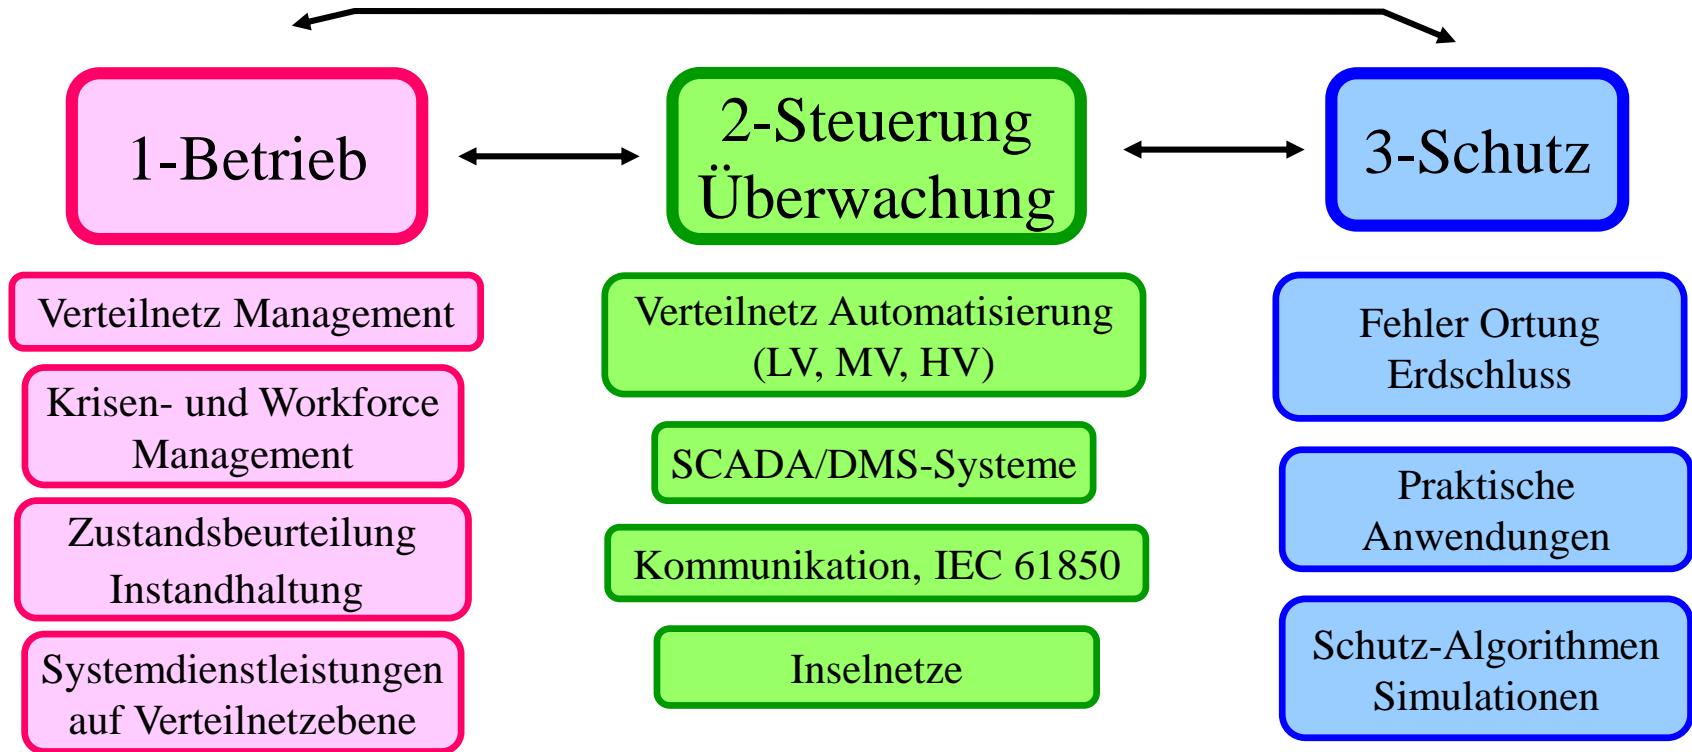 1-Betrieb
2-Steuerung
Überwachung
3-Schutz
Verteilnetz Management
Krisen- und Workforce
Management
Zustandsbeurteilung
Instandhaltung
Systemdienstleistungen
auf Verteilnetzebene
Verteilnetz Automatisierung
(LV, MV, HV)
SCADA/DMS-Systeme
Kommunikation, IEC 61850
Inselnetze
Fehler Ortung
Erdschluss
Praktische
Anwendungen
Schutz-Algorithmen
Simulationen